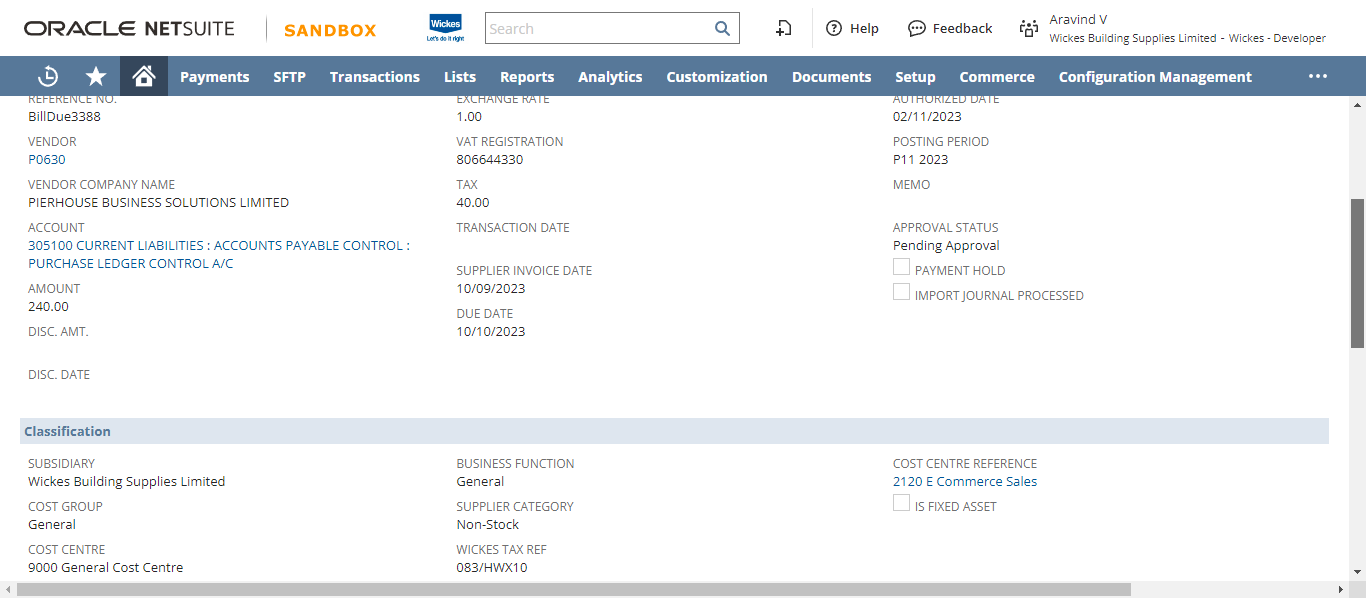 ORACLE NETSUITE
SANDBOX
Wickes
Let's do it right
Search
Help
Feedback
Aravind V
Wickes Building Supplies Limited - Wickes - Developer
Payments
SFTP
Transactions
Lists
Reports
Analytics
Customization
Documents
Setup
Commerce
Configuration Management
REFERENCE NO.
BillDue3388
VENDOR
P0630
VENDOR COMPANY NAME
PIERHOUSE BUSINESS SOLUTIONS LIMITED
ACCOUNT
305100 CURRENT LIABILITIES : ACCOUNTS PAYABLE CONTROL :
PURCHASE LEDGER CONTROL A/C
AMOUNT
240.00
DISC. AMT.
DISC. DATE
EXCHANGE RATE
1.00
VAT REGISTRATION
806644330
TAX
40.00
TRANSACTION DATE
SUPPLIER INVOICE DATE
10/09/2023
DUE DATE
10/10/2023
AUTHORIZED DATE
02/11/2023
POSTING PERIOD
P11 2023
MEMO
APPROVAL STATUS
Pending Approval
PAYMENT HOLD
IMPORT JOURNAL PROCESSED
Classification
SUBSIDIARY
Wickes Building Supplies Limited
COST GROUP
General
COST CENTRE
9000 General Cost Centre
BUSINESS FUNCTION
General
SUPPLIER CATEGORY
Non-Stock
WICKES TAX REF
083/HWX10
COST CENTRE REFERENCE
2120 E Commerce Sales
IS FIXED ASSET